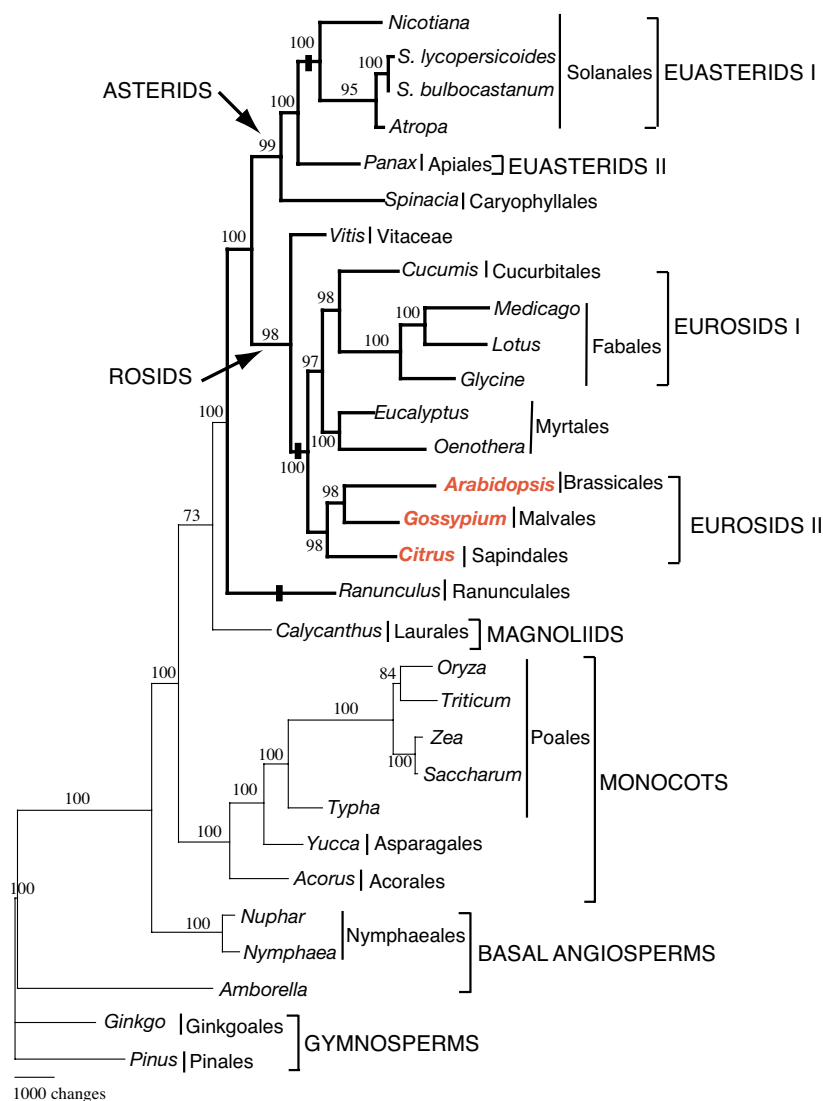 Nicotiana
100
S. lycopersicoides
100
Solanales
EUASTERIDS I
S. bulbocastanum
95
ASTERIDS
100
Atropa
99
Panax
Apiales
EUASTERIDS II
Spinacia
Caryophyllales
100
Vitis
Vitaceae
Cucumis
Cucurbitales
98
Medicago
100
EUROSIDS I
98
100
Lotus
Fabales
97
ROSIDS
Glycine
100
Eucalyptus
Myrtales
100
Oenothera
100
Arabidopsis
Brassicales
98
73
Gossypium
Malvales
EUROSIDS II
98
Citrus
Sapindales
Ranunculus
Ranunculales
Calycanthus
Laurales
MAGNOLIIDS
100
Oryza
84
Triticum
100
Zea
Poales
100
100
Saccharum
MONOCOTS
100
100
Typha
100
Yucca
Asparagales
Acorus
Acorales
100
Nuphar
100
Nymphaeales
Nymphaea
BASAL ANGIOSPERMS
Amborella
Ginkgo
Ginkgoales
GYMNOSPERMS
Pinus
Pinales
1000 changes